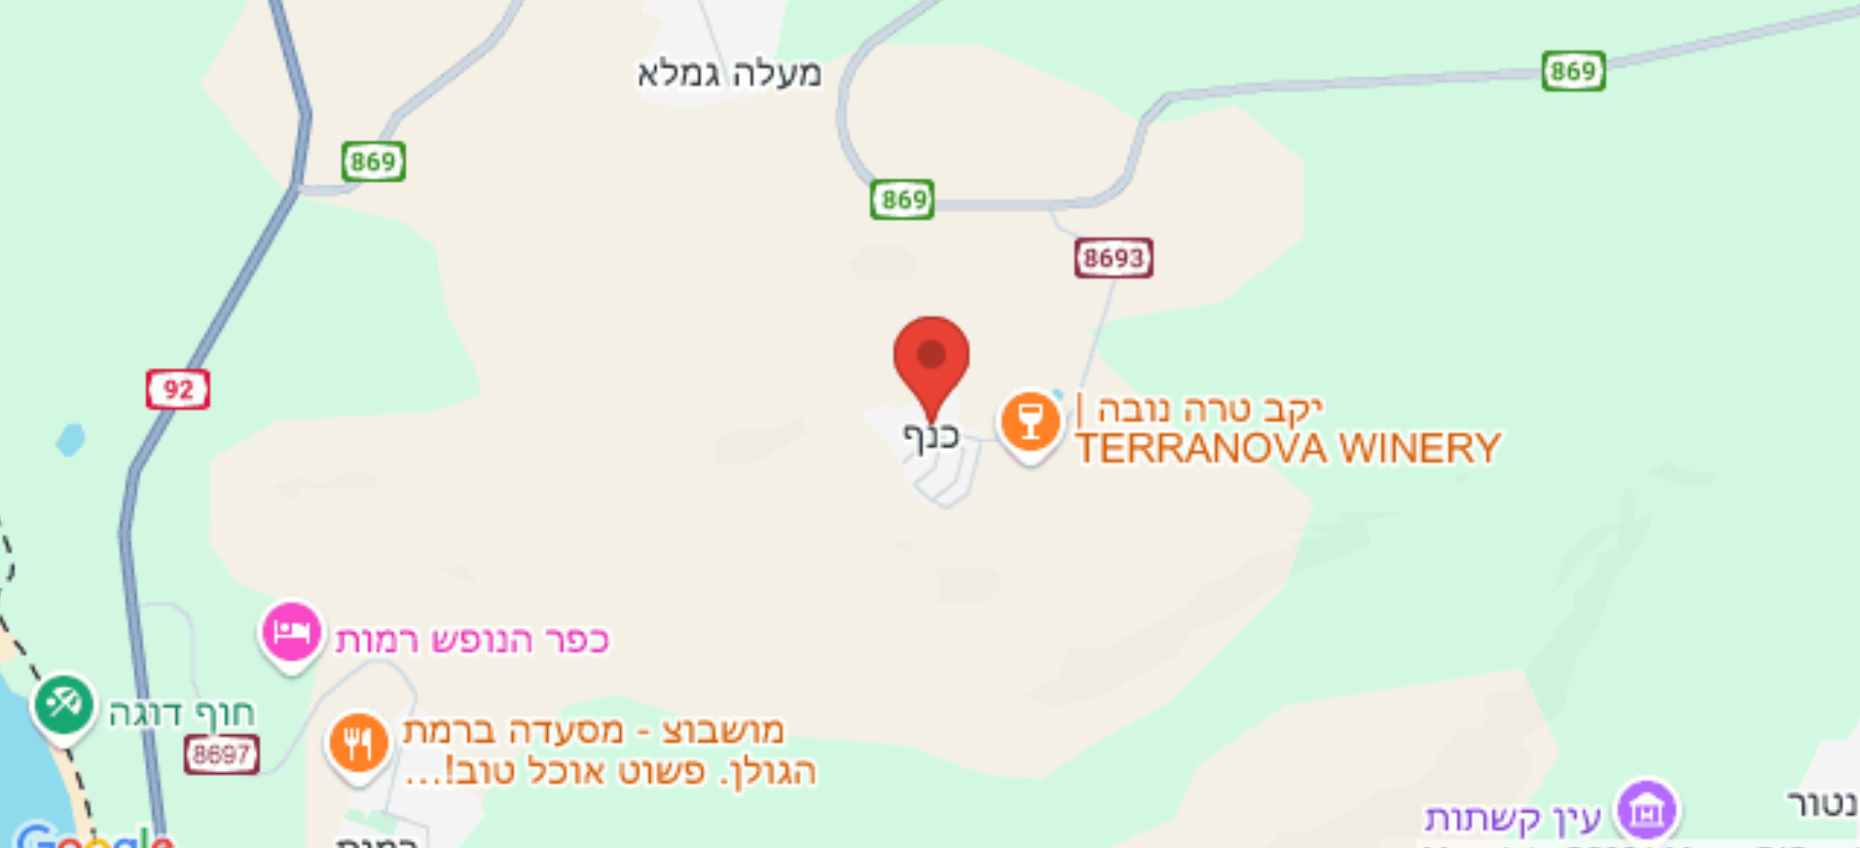 מעלה גמלא
869
869
869
8693
92
יקב טרה נובה |
TERRANOVA WINERY
כנף
כפר הנופש רמות
חוף דוגה
8697
מושבוצ - מסעדה ברמת
הגולן. פשוט אוכל טוב!...
עין קשתות
נטור
Google
רמות